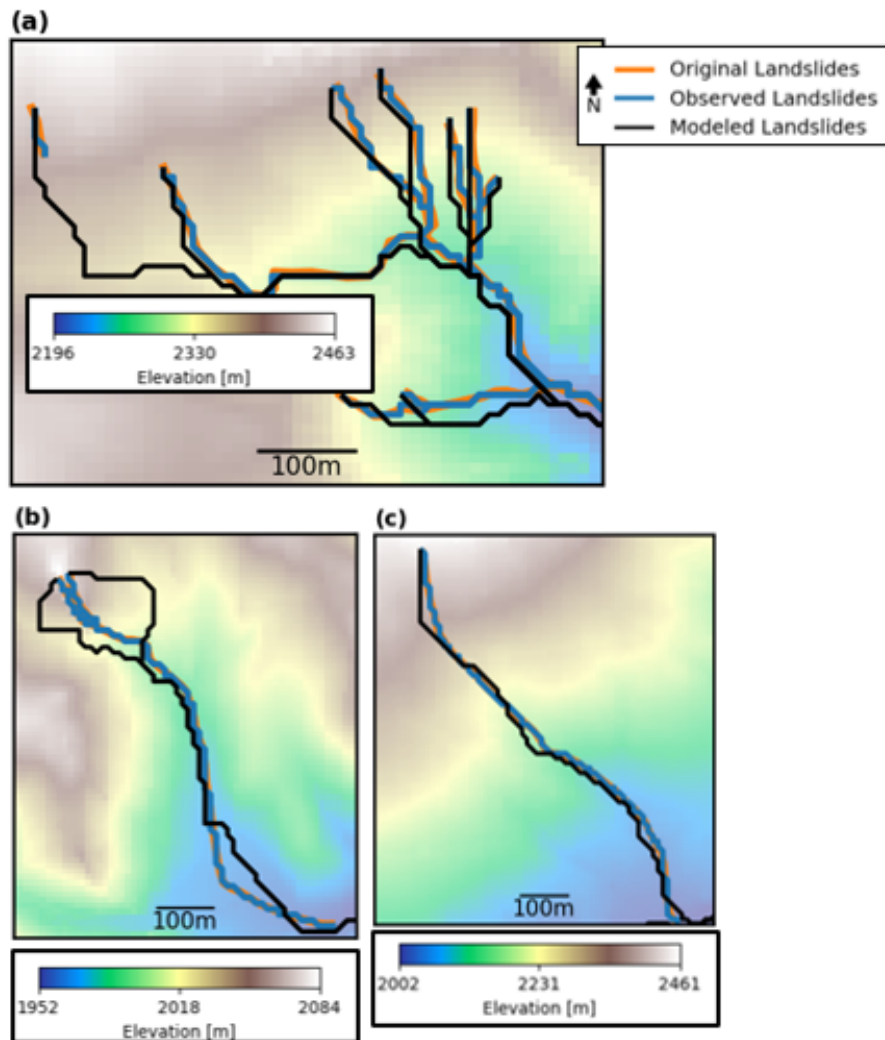 (a)
Original Landslides
Observed Landslides
Modeled Landslides
N
2196 2330 2463
Elevation [m]
100m
(b)
(c)
100m
100m
1952 2018 2084
Elevation [m]
2002 2231 2461
Elevation [m]